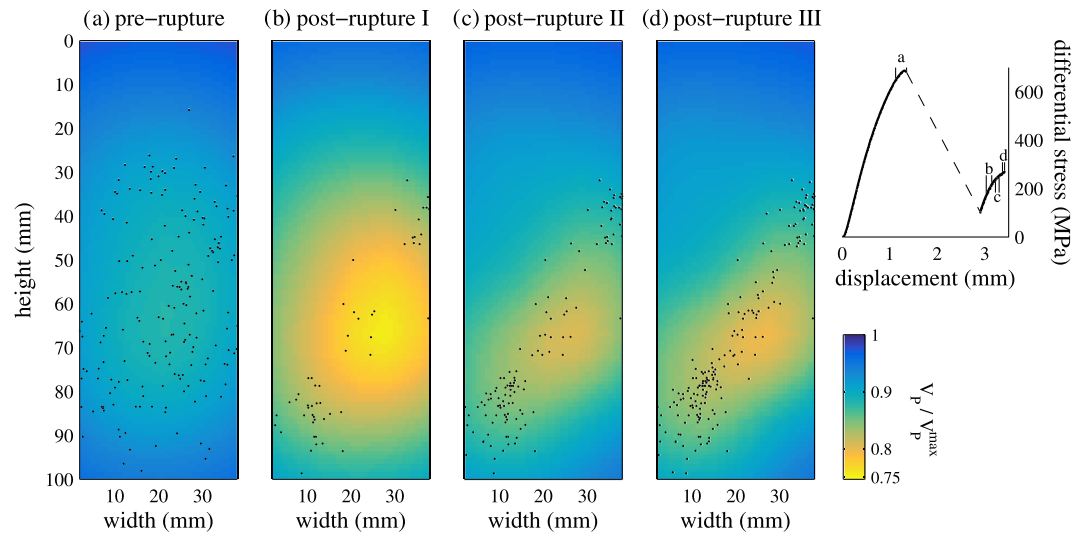 (a) pre−rupture
(b) post−rupture I
(c) post−rupture II
(d) post−rupture III
0
10
20
30
40
50
60
70
80
90
100
height (mm)
10 20 30
width (mm)
10 20 30
width (mm)
10 20 30
width (mm)
10 20 30
width (mm)
a
b
c
d
600
400
200
0
differential stress (MPa)
0 1 2 3
displacement (mm)
1
0.9
0.8
0.75
V_P / V_P^max